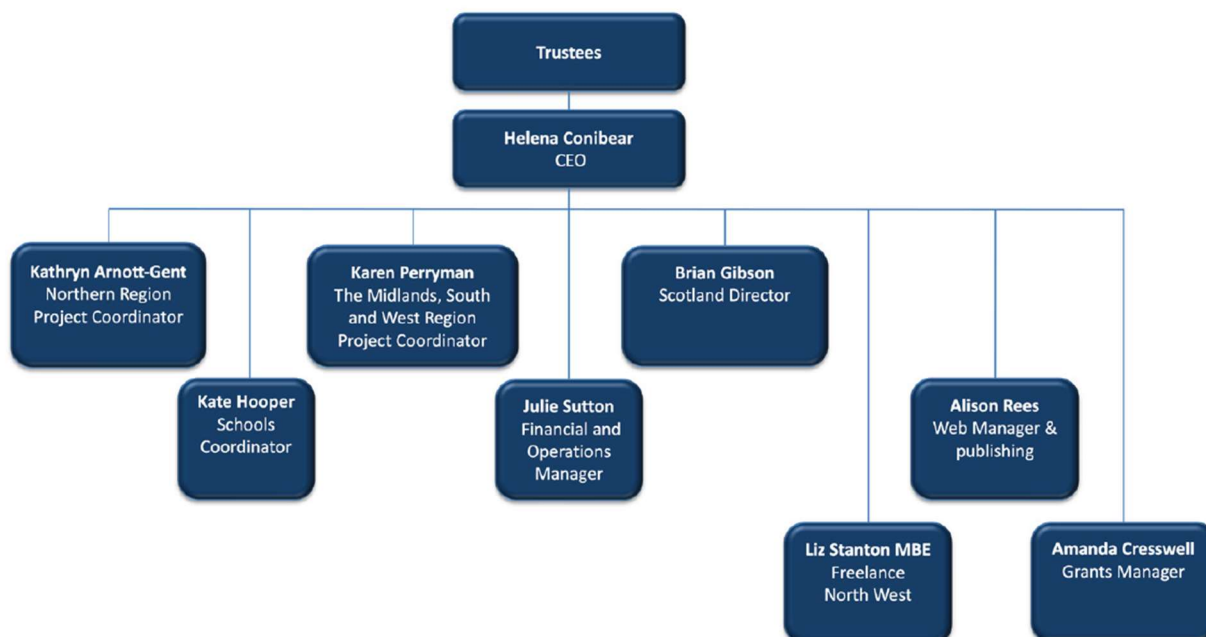 Trustees
Helena Conibear
CEO
Kathryn Arnott-Gent
Northern Region
Project Coordinator
Karen Perryman
The Midlands, South
and West Region
Project Coordinator
Brian Gibson
Scotland Director
Kate Hooper
Schools
Coordinator
Julie Sutton
Financial and
Operations
Manager
Alison Rees
Web Manager &
publishing
Liz Stanton MBE
Freelance
North West
Amanda Cresswell
Grants Manager